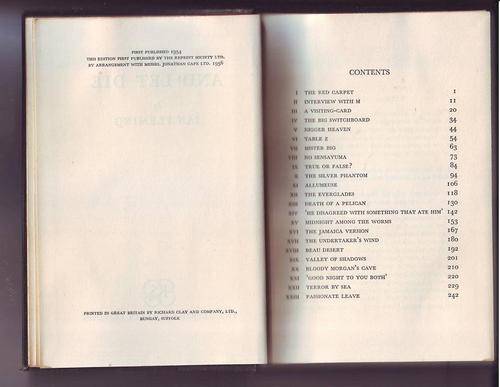 FIRST PUBLISHED 1954
THIS EDITION FIRST PUBLISHED BY THE REPRINT SOCIETY LTD.
BY ARRANGEMENT WITH MESSRS. JONATHAN CAPE LTD. 1956
PRINTED IN GREAT BRITAIN BY RICHARD CLAY AND COMPANY, LTD.,
BUNGAY, SUFFOLK
CONTENTS
I THE RED CARPET 1
II INTERVIEW WITH M 11
III A VISITING-CARD 20
IV THE BIG SWITCHBOARD 34
V NIGGER HEAVEN 44
VI TABLE Z 54
VII MISTER BIG 63
VIII NO SENSAYUMA 73
IX TRUE OR FALSE? 84
X THE SILVER PHANTOM 94
XI ALLUMEUSE 106
XII THE EVERGLADES 118
XIII DEATH OF A PELICAN 130
XIV 'HE DISAGREED WITH SOMETHING THAT ATE HIM' 142
XV MIDNIGHT AMONG THE WORMS 153
XVI THE JAMAICA VERSION 167
XVII THE UNDERTAKER'S WIND 180
XVIII BEAU DESERT 192
XIX VALLEY OF SHADOWS 201
XX BLOODY MORGAN'S CAVE 210
XXI 'GOOD NIGHT TO YOU BOTH' 220
XXII TERROR BY SEA 229
XXIII PASSIONATE LEAVE 242